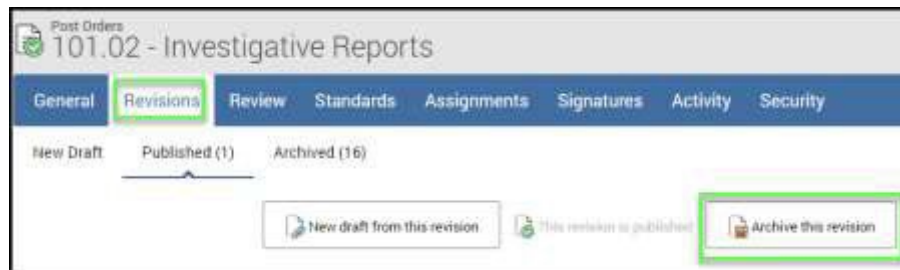 Post Orders
101.02 - Investigative Reports
General Revisions Review Standards Assignments Signatures Activity Security
New Draft Published (1) Archived (16)
New draft from this revision This revision is published Archive this revision